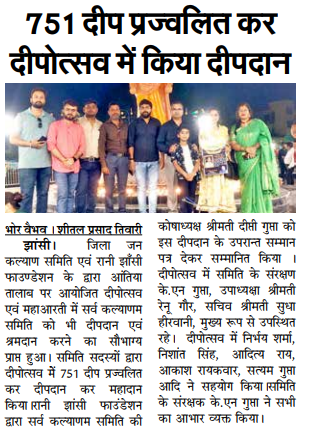 751 दीप प्रज्वलित कर
दीपोत्सव में किया दीपदान
भोर वैभव । शीतल प्रसाद तिवारी
झांसी। जिला जन
कल्याण समिति एवं रानी झाँसी
फाउण्डेशन के द्वारा आंतिया
तालाब पर आयोजित दीपोत्सव
एवं महाआरती में सर्व कल्याणम
समिति को भी दीपदान एवं
श्रमदान करने का सौभाग्य
प्राप्त हुआ। समिति सदस्यों द्वारा
दीपोत्सव में 751 दीप प्रज्वलित
कर दीपदान कर महादान
किया।रानी झांसी फाउंडेशन
द्वारा सर्व कल्याणम समिति की
कोषाध्यक्ष श्रीमती दीप्ती गुप्ता को
इस दीपदान के उपरान्त सम्मान
पत्र देकर सम्मानित किया ।
दीपोत्सव में समिति के संरक्षण
के.एन गुप्ता, उपाध्यक्षा श्रीमती
रेनू गौर, सचिव श्रीमती सुधा
हीरवानी, मुख्य रूप से उपस्थित
रहे। दीपोत्सव में निर्भय शर्मा,
निशांत सिंह, आदित्य राय,
आकाश रायकवार, सत्यम गुप्ता
आदि ने सहयोग किया।समिति
के संरक्षक के.एन गुप्ता ने सभी
का आभार व्यक्त किया।